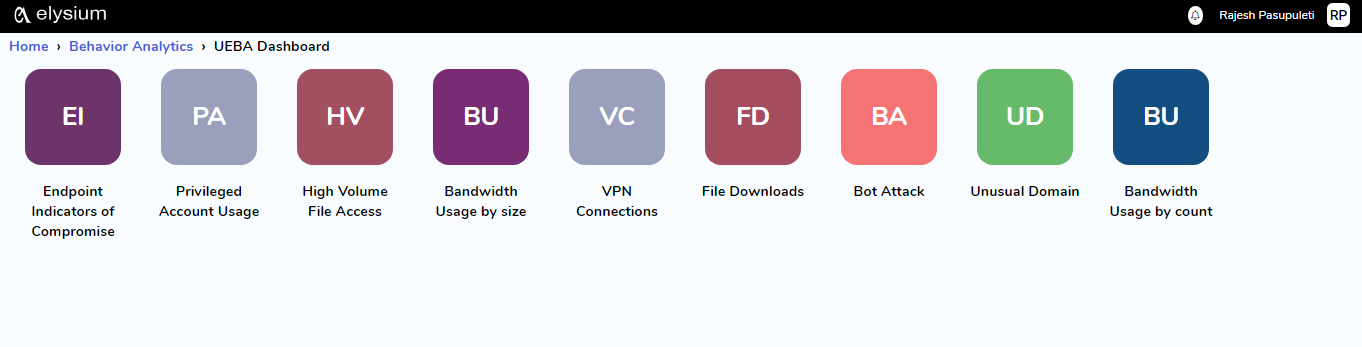 elysium
Rajesh Pasupuleti
RP
Home › Behavior Analytics › UEBA Dashboard
EI
PA
HV
BU
VC
FD
BA
UD
BU
Endpoint
Indicators of
Compromise
Privileged
Account Usage
High Volume
File Access
Bandwidth
Usage by size
VPN
Connections
File Downloads
Bot Attack
Unusual Domain
Bandwidth
Usage by count